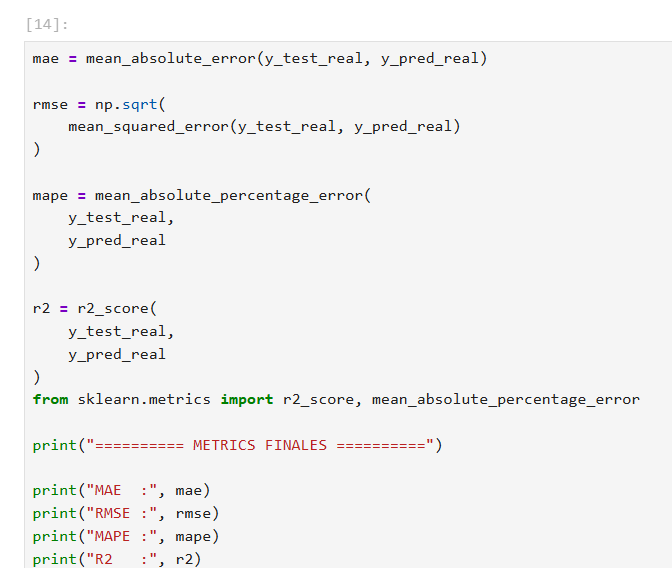 [14]:
mae = mean_absolute_error(y_test_real, y_pred_real)
rmse = np.sqrt(
    mean_squared_error(y_test_real, y_pred_real)
)
mape = mean_absolute_percentage_error(
    y_test_real,
    y_pred_real
)
r2 = r2_score(
    y_test_real,
    y_pred_real
)
from sklearn.metrics import r2_score, mean_absolute_percentage_error
print("========== METRICS FINALES ==========")
print("MAE  :", mae)
print("RMSE :", rmse)
print("MAPE :", mape)
print("R2   :", r2)